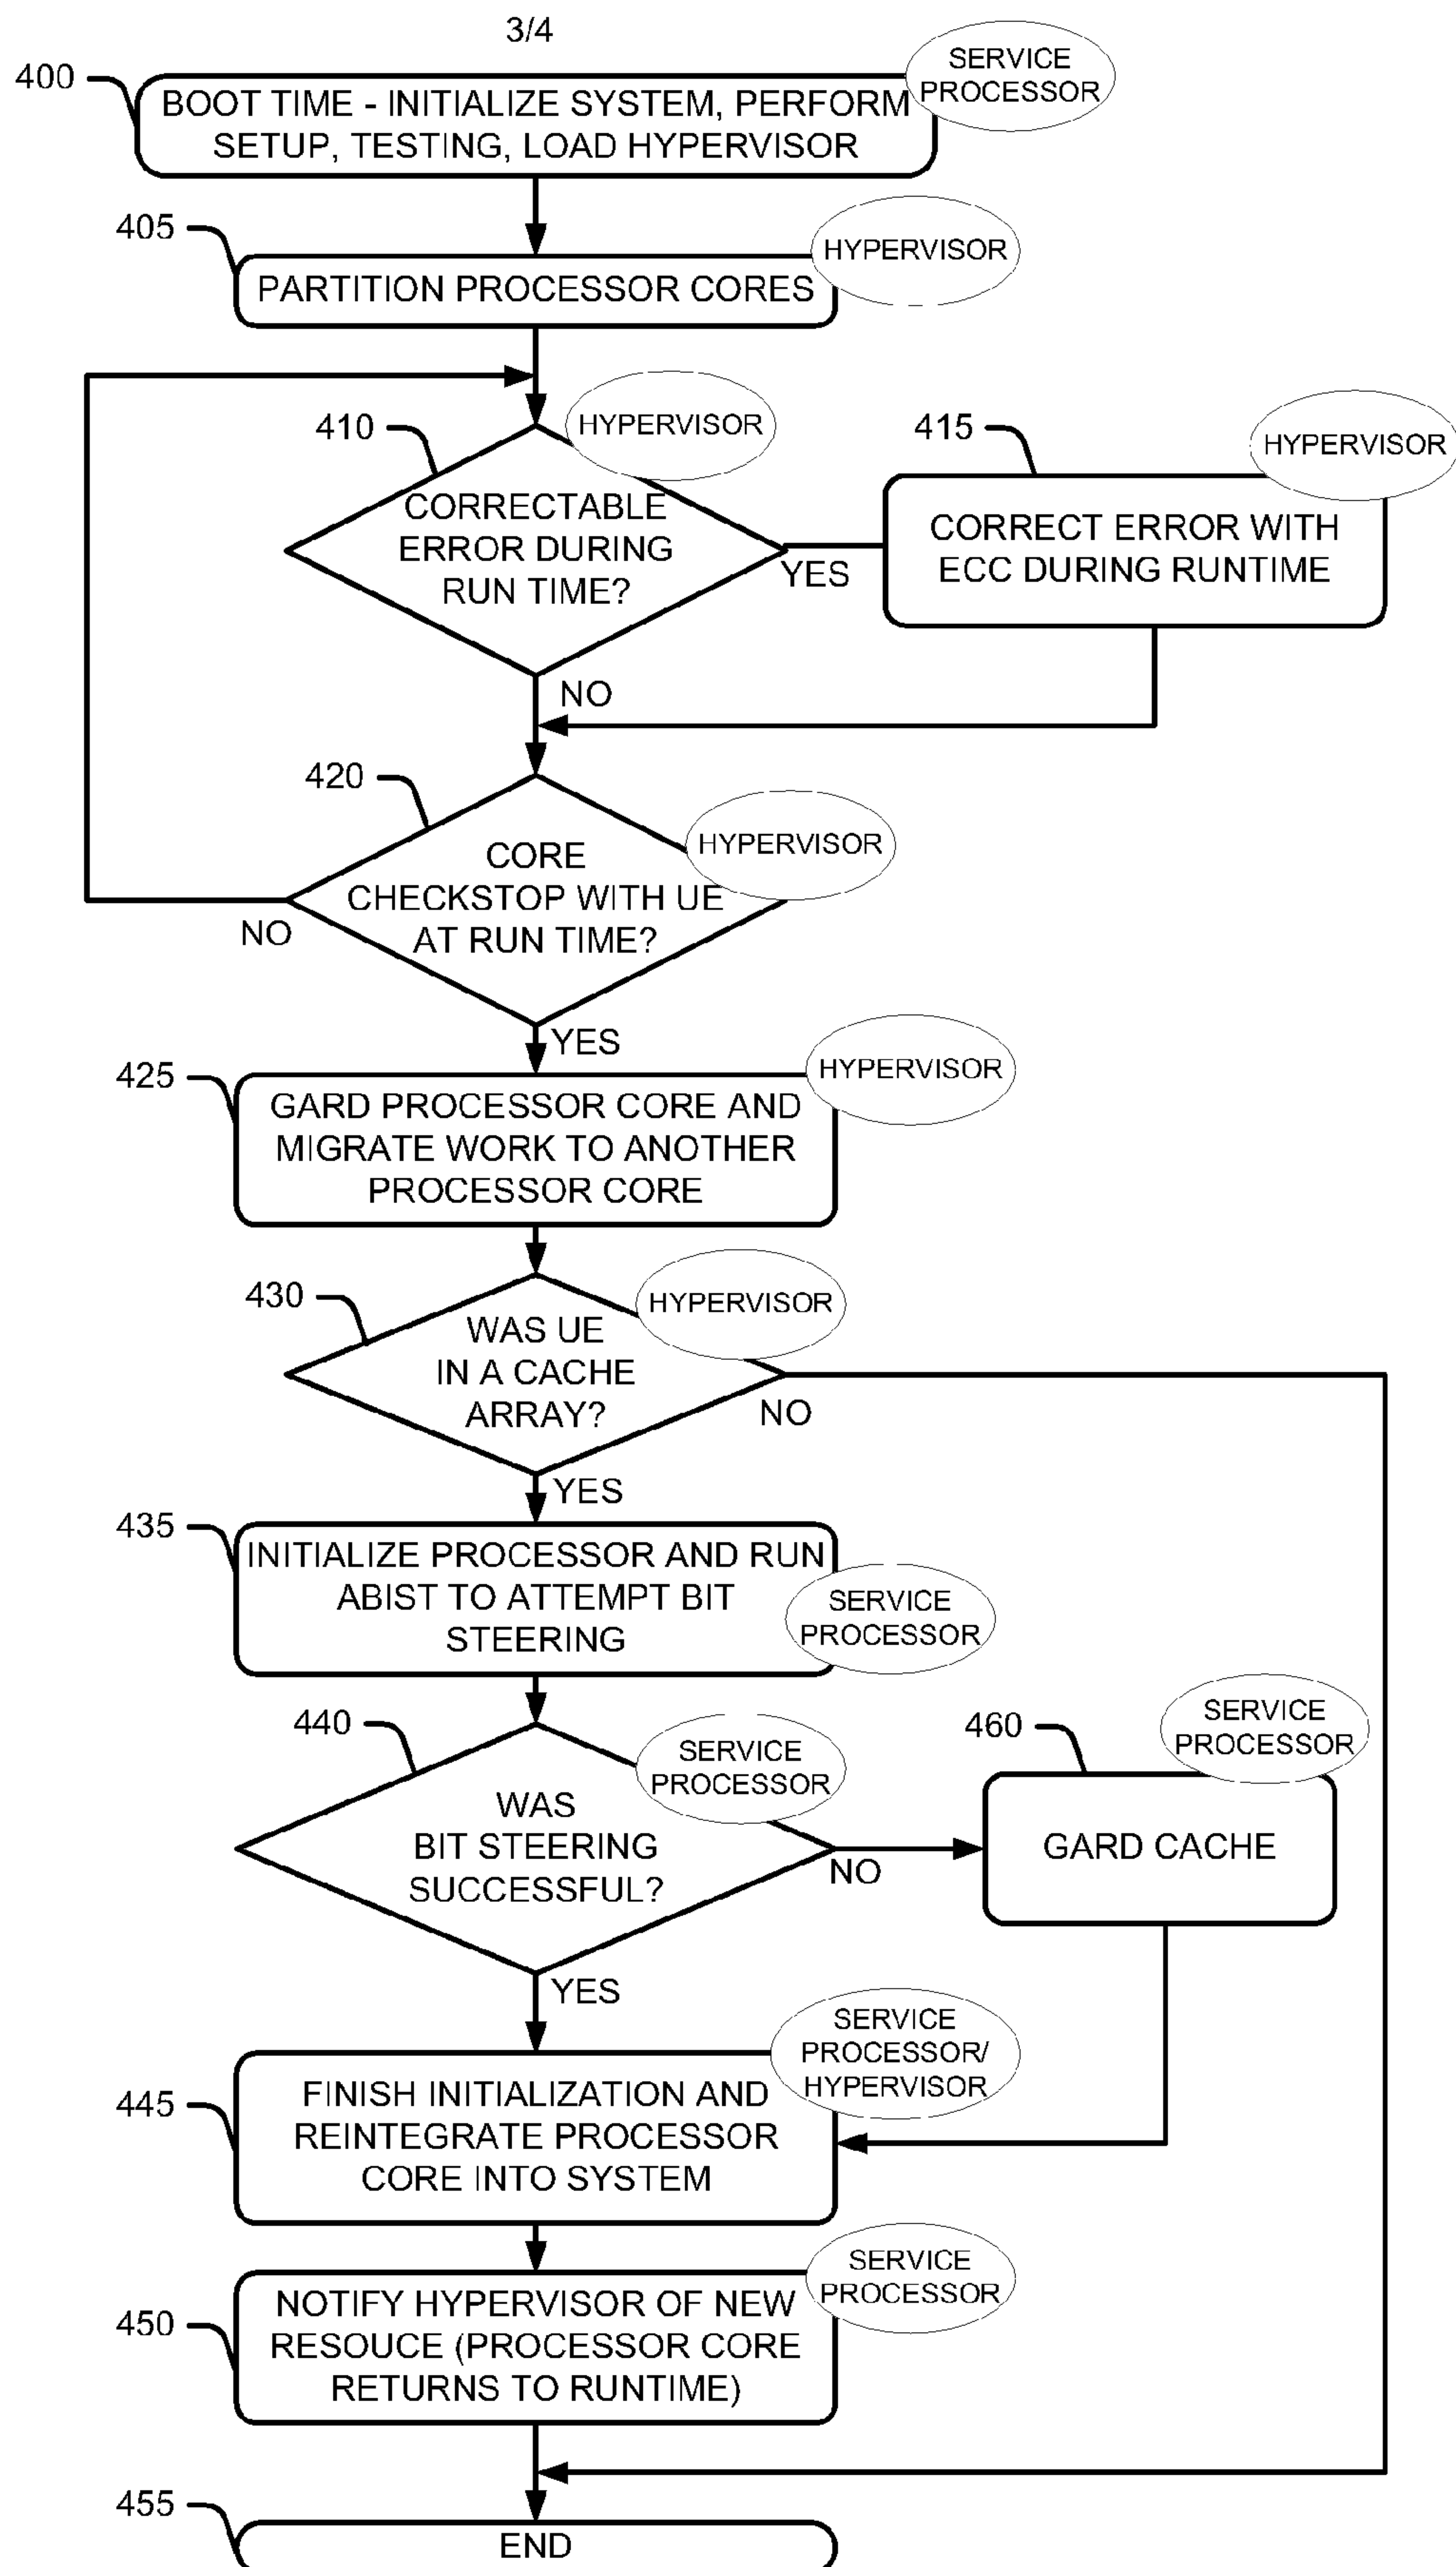 3/4
400
BOOT TIME - INITIALIZE SYSTEM, PERFORM
SETUP, TESTING, LOAD HYPERVISOR
SERVICE
PROCESSOR
405
PARTITION PROCESSOR CORES
HYPERVISOR
410
CORRECTABLE
ERROR DURING
RUN TIME?
HYPERVISOR
YES
415
CORRECT ERROR WITH
ECC DURING RUNTIME
HYPERVISOR
NO
420
CORE
CHECKSTOP WITH UE
AT RUN TIME?
HYPERVISOR
NO
YES
425
GARD PROCESSOR CORE AND
MIGRATE WORK TO ANOTHER
PROCESSOR CORE
HYPERVISOR
430
WAS UE
IN A CACHE
ARRAY?
HYPERVISOR
NO
YES
435
INITIALIZE PROCESSOR AND RUN
ABIST TO ATTEMPT BIT
STEERING
SERVICE
PROCESSOR
440
WAS
BIT STEERING
SUCCESSFUL?
SERVICE
PROCESSOR
NO
460
GARD CACHE
SERVICE
PROCESSOR
YES
445
FINISH INITIALIZATION AND
REINTEGRATE PROCESSOR
CORE INTO SYSTEM
SERVICE
PROCESSOR/
HYPERVISOR
450
NOTIFY HYPERVISOR OF NEW
RESOUCE (PROCESSOR CORE
RETURNS TO RUNTIME)
SERVICE
PROCESSOR
455
END